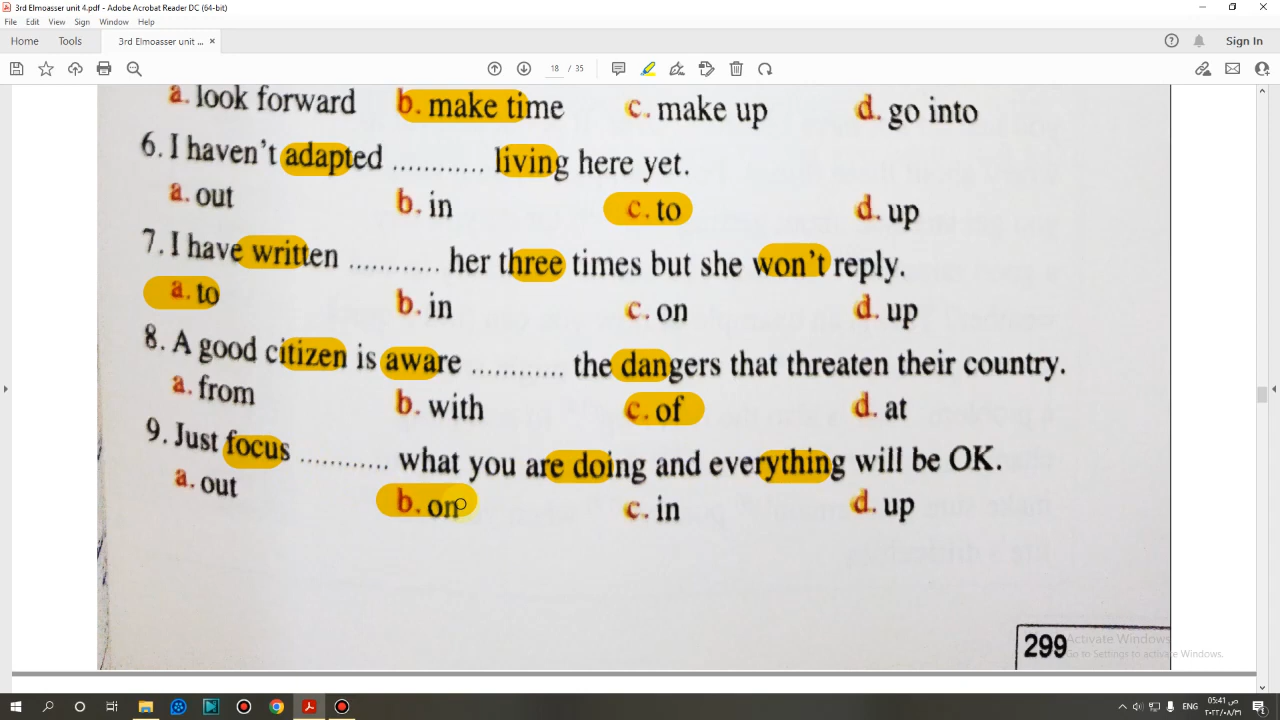 3rd Elmoasser unit 4.pdf - Adobe Acrobat Reader DC (64-bit)
File Edit View Sign Window Help
Home Tools 3rd Elmoasser unit ... × Sign In
18 / 35
a. look forward b. make time c. make up d. go into
6. I haven't adapted ............ living here yet.
a. out b. in c. to d. up
7. I have written ............ her three times but she won't reply.
a. to b. in c. on d. up
8. A good citizen is aware ............ the dangers that threaten their country.
a. from b. with c. of d. at
9. Just focus ............ what you are doing and everything will be OK.
a. out b. on c. in d. up
299
Activate Windows
Go to Settings to activate Windows.
ENG 05:41 ص
٢٠٢٢/٠٨/٣١